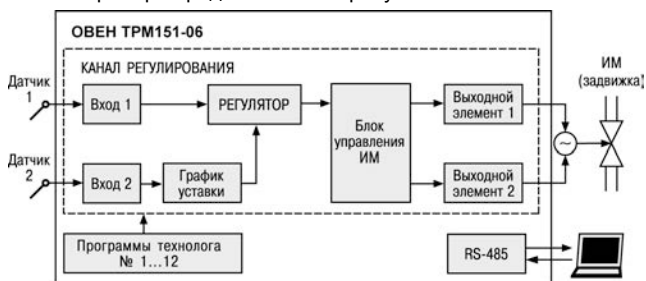 ОВЕН ТРМ151-06
КАНАЛ РЕГУЛИРОВАНИЯ
Датчик
1
Вход 1
РЕГУЛЯТОР
Блок
управления
ИМ
Выходной
элемент 1
ИМ
(задвижка)
Датчик
2
Вход 2
График
уставки
Выходной
элемент 2
~
Программы технолога
№ 1...12
RS-485